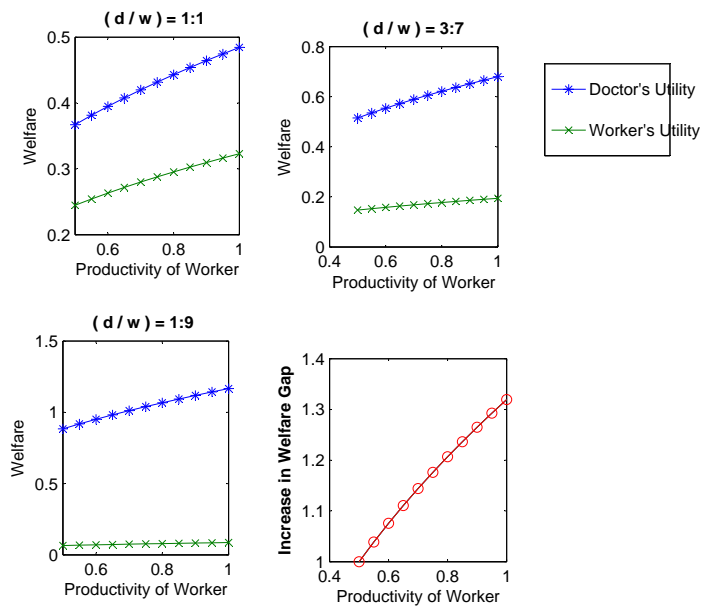 ( d / w ) = 1:1
0.5
0.4
0.3
0.2
Welfare
0.6 0.8 1
Productivity of Worker
( d / w ) = 3:7
0.8
0.6
0.4
0.2
0
Welfare
0.4 0.6 0.8 1
Productivity of Worker
Doctor's Utility
Worker's Utility
( d / w ) = 1:9
1.5
1
0.5
0
Welfare
0.6 0.8 1
Productivity of Worker
1.4
1.3
1.2
1.1
1
Increase in Welfare Gap
0.4 0.6 0.8 1
Productivity of Worker